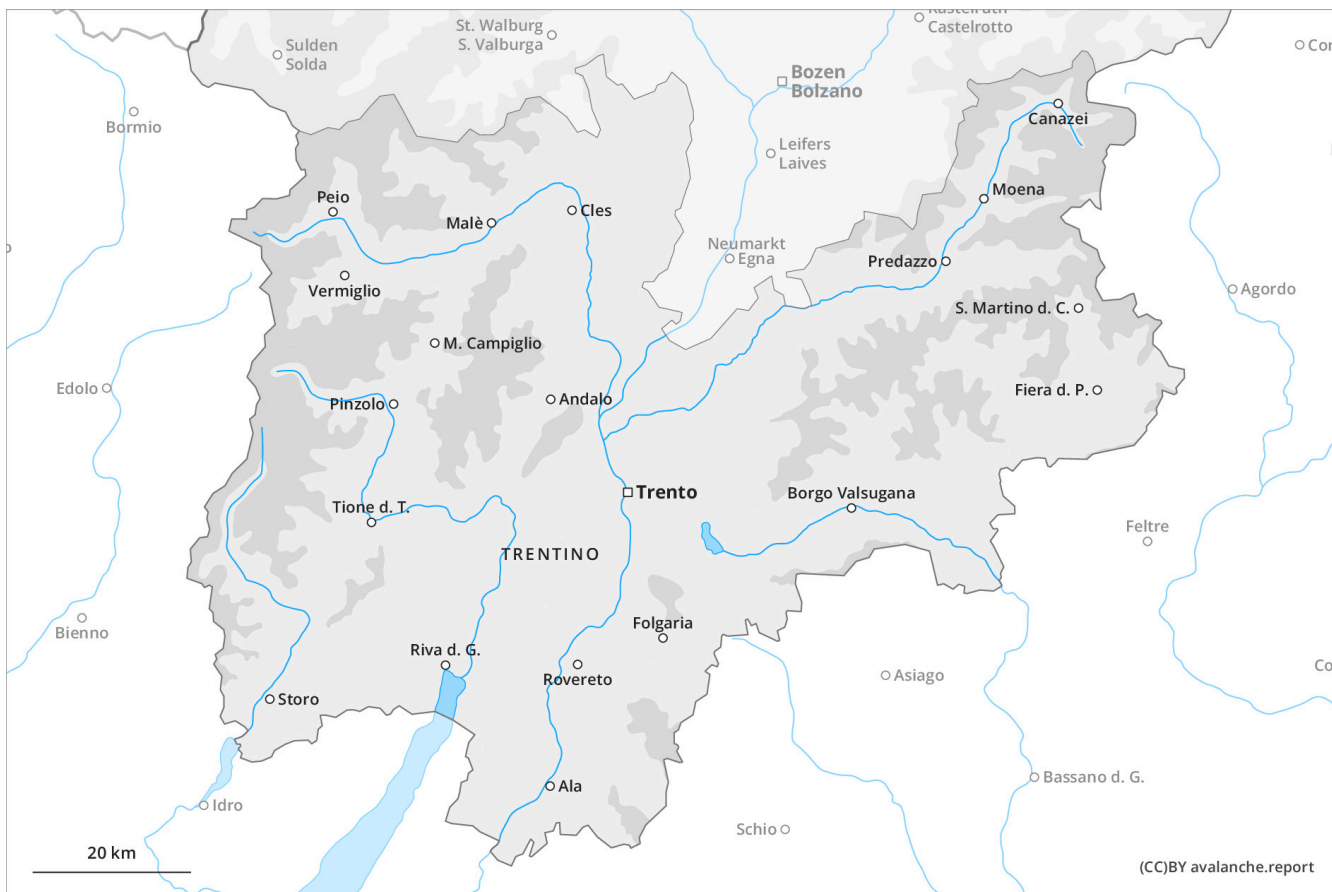 St. Walburg
S. Valburga
Castelrotto
Sulden
Solda
Bozen
Bolzano
Bormio
Canazei
Leifers
Laives
Moena
Peio
Malè
Cles
Neumarkt
Egna
Predazzo
Vermiglio
Agordo
S. Martino d. C.
M. Campiglio
Edolo
Pinzolo
Andalo
Fiera d. P.
Trento
Borgo Valsugana
Tione d. T.
Feltre
TRENTINO
Bienno
Folgaria
Riva d. G.
Rovereto
Asiago
Storo
Bassano d. G.
Ala
Idro
Schio
20 km
(CC)BY avalanche.report